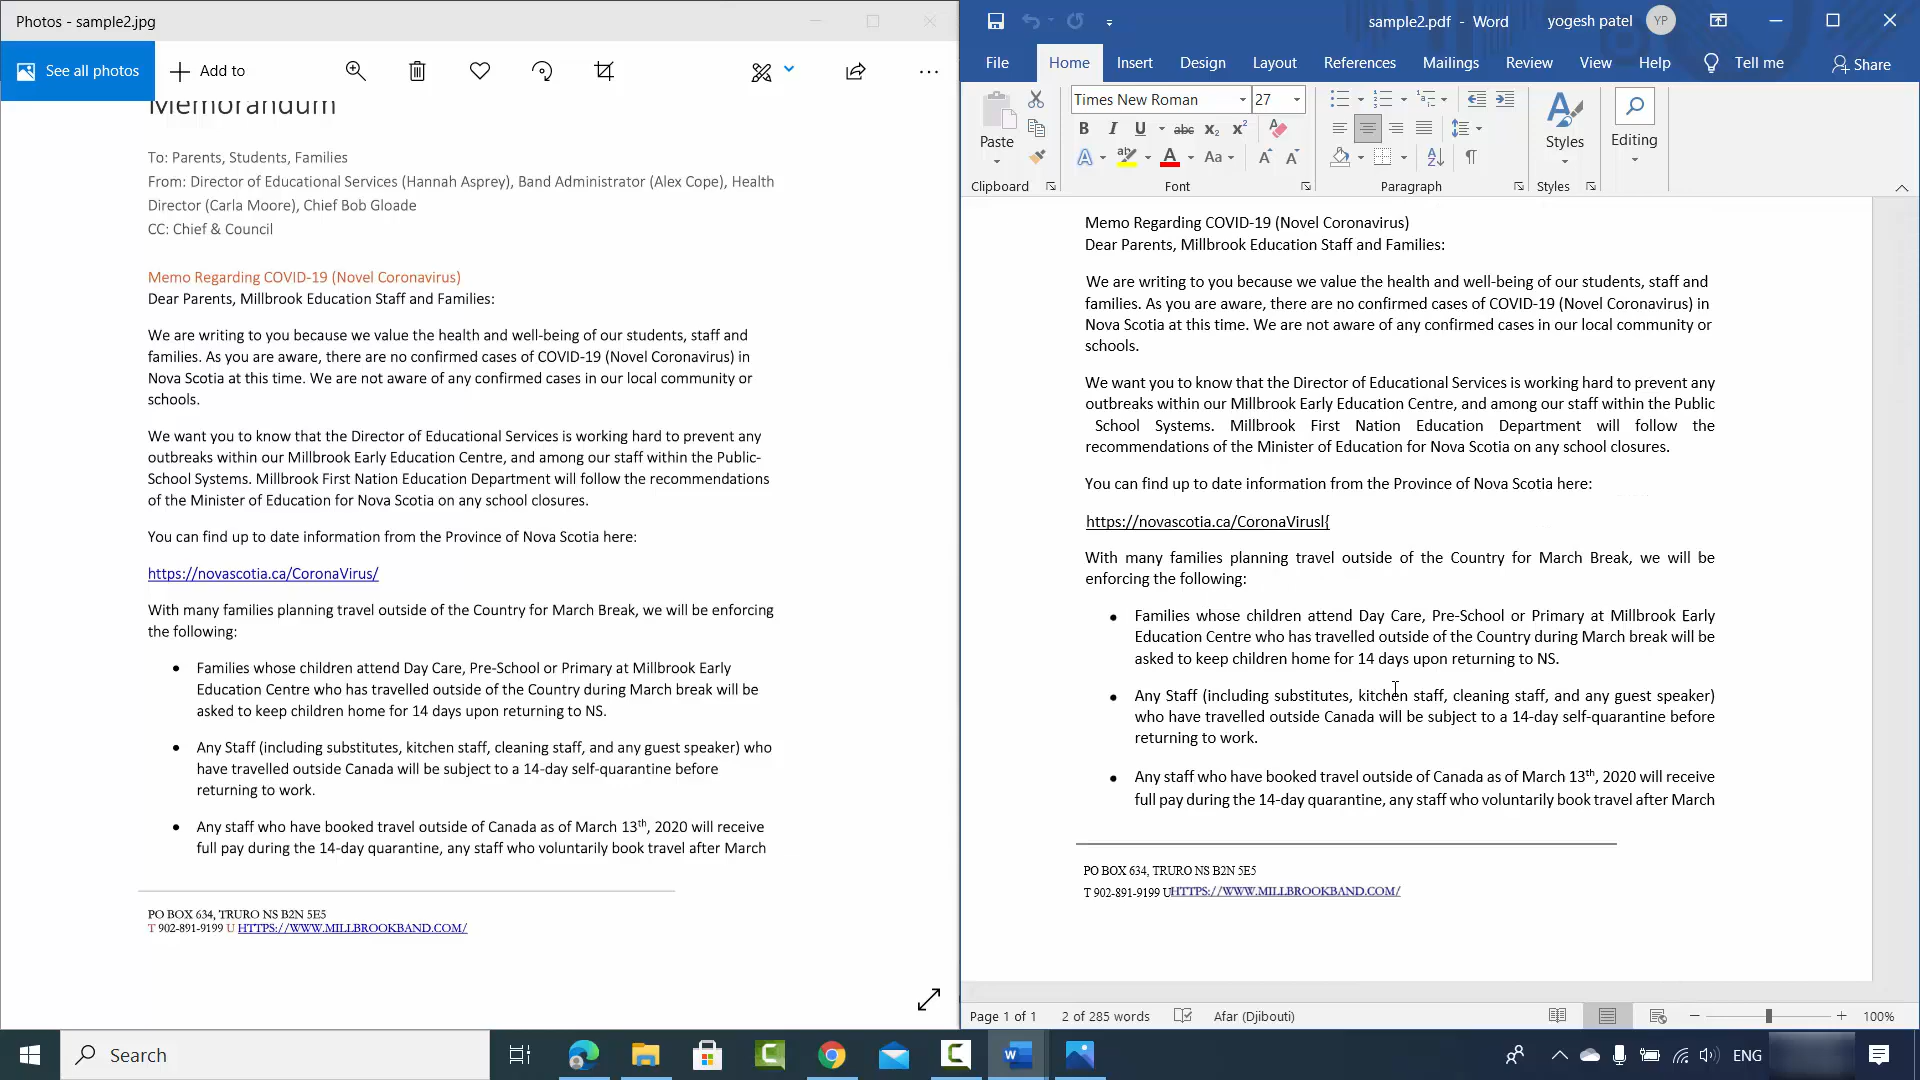 Photos - sample2.jpg
See all photos
Add to
Memorandum
To: Parents, Students, Families
From: Director of Educational Services (Hannah Asprey), Band Administrator (Alex Cope), Health
Director (Carla Moore), Chief Bob Gloade
CC: Chief & Council
Memo Regarding COVID-19 (Novel Coronavirus)
Dear Parents, Millbrook Education Staff and Families:
We are writing to you because we value the health and well-being of our students, staff and
families. As you are aware, there are no confirmed cases of COVID-19 (Novel Coronavirus) in
Nova Scotia at this time. We are not aware of any confirmed cases in our local community or
schools.
We want you to know that the Director of Educational Services is working hard to prevent any
outbreaks within our Millbrook Early Education Centre, and among our staff within the Public-
School Systems. Millbrook First Nation Education Department will follow the recommendations
of the Minister of Education for Nova Scotia on any school closures.
You can find up to date information from the Province of Nova Scotia here:
https://novascotia.ca/CoronaVirus/
With many families planning travel outside of the Country for March Break, we will be enforcing
the following:
• Families whose children attend Day Care, Pre-School or Primary at Millbrook Early
Education Centre who has travelled outside of the Country during March break will be
asked to keep children home for 14 days upon returning to NS.
• Any Staff (including substitutes, kitchen staff, cleaning staff, and any guest speaker) who
have travelled outside Canada will be subject to a 14-day self-quarantine before
returning to work.
• Any staff who have booked travel outside of Canada as of March 13th, 2020 will receive
full pay during the 14-day quarantine, any staff who voluntarily book travel after March
PO BOX 634, TRURO NS B2N 5E5
T 902-891-9199 U HTTPS://WWW.MILLBROOKBAND.COM/
sample2.pdf - Word
yogesh patel
YP
File Home Insert Design Layout References Mailings Review View Help Tell me Share
Paste
Times New Roman 27
B I U abc X₂ X²
A ab A Aa A A
Styles
Editing
Clipboard Font Paragraph Styles
Memo Regarding COVID-19 (Novel Coronavirus)
Dear Parents, Millbrook Education Staff and Families:
We are writing to you because we value the health and well-being of our students, staff and
families. As you are aware, there are no confirmed cases of COVID-19 (Novel Coronavirus) in
Nova Scotia at this time. We are not aware of any confirmed cases in our local community or
schools.
We want you to know that the Director of Educational Services is working hard to prevent any
outbreaks within our Millbrook Early Education Centre, and among our staff within the Public
School Systems. Millbrook First Nation Education Department will follow the
recommendations of the Minister of Education for Nova Scotia on any school closures.
You can find up to date information from the Province of Nova Scotia here:
https://novascotia.ca/CoronaVirus!{
With many families planning travel outside of the Country for March Break, we will be
enforcing the following:
• Families whose children attend Day Care, Pre-School or Primary at Millbrook Early
Education Centre who has travelled outside of the Country during March break will be
asked to keep children home for 14 days upon returning to NS.
• Any Staff (including substitutes, kitchen staff, cleaning staff, and any guest speaker)
who have travelled outside Canada will be subject to a 14-day self-quarantine before
returning to work.
• Any staff who have booked travel outside of Canada as of March 13th, 2020 will receive
full pay during the 14-day quarantine, any staff who voluntarily book travel after March
PO BOX 634, TRURO NS B2N 5E5
T 902-891-9199 UHTTPS://WWW.MILLBROOKBAND.COM/
Page 1 of 1 2 of 285 words Afar (Djibouti) 100%
Search
ENG